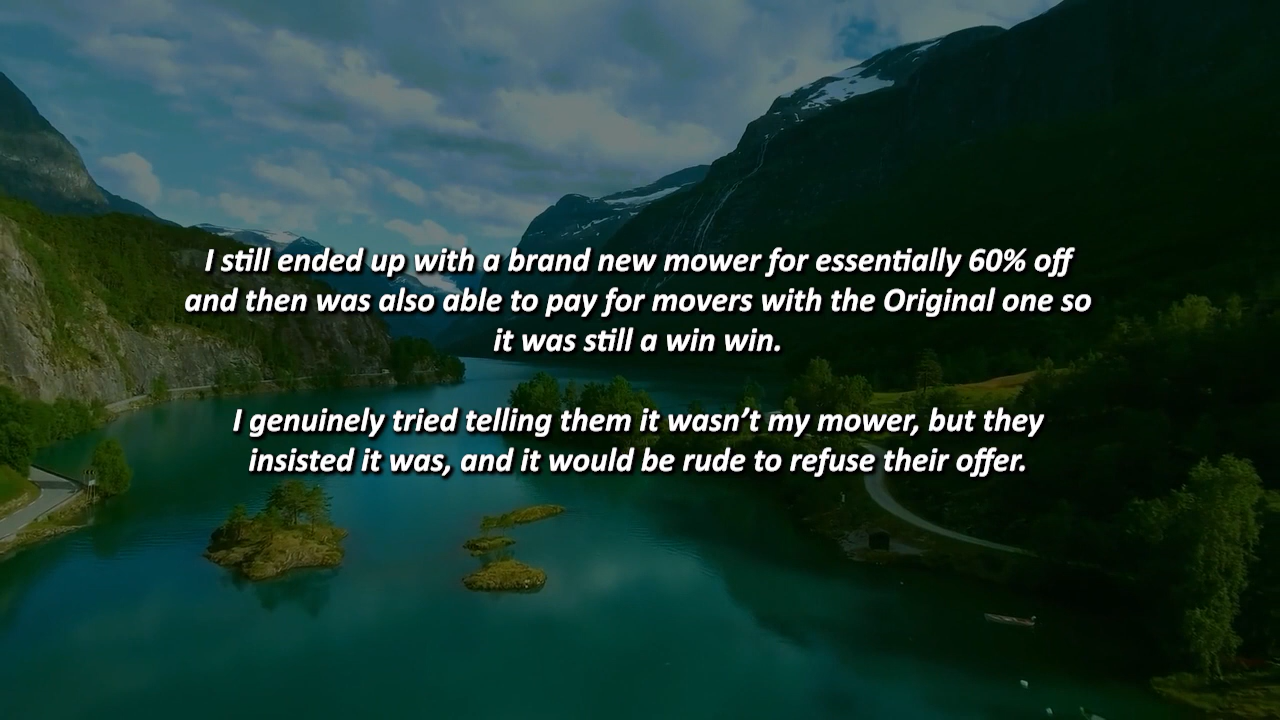 I still ended up with a brand new mower for essentially 60% off
and then was also able to pay for movers with the Original one so
it was still a win win.
I genuinely tried telling them it wasn’t my mower, but they
insisted it was, and it would be rude to refuse their offer.